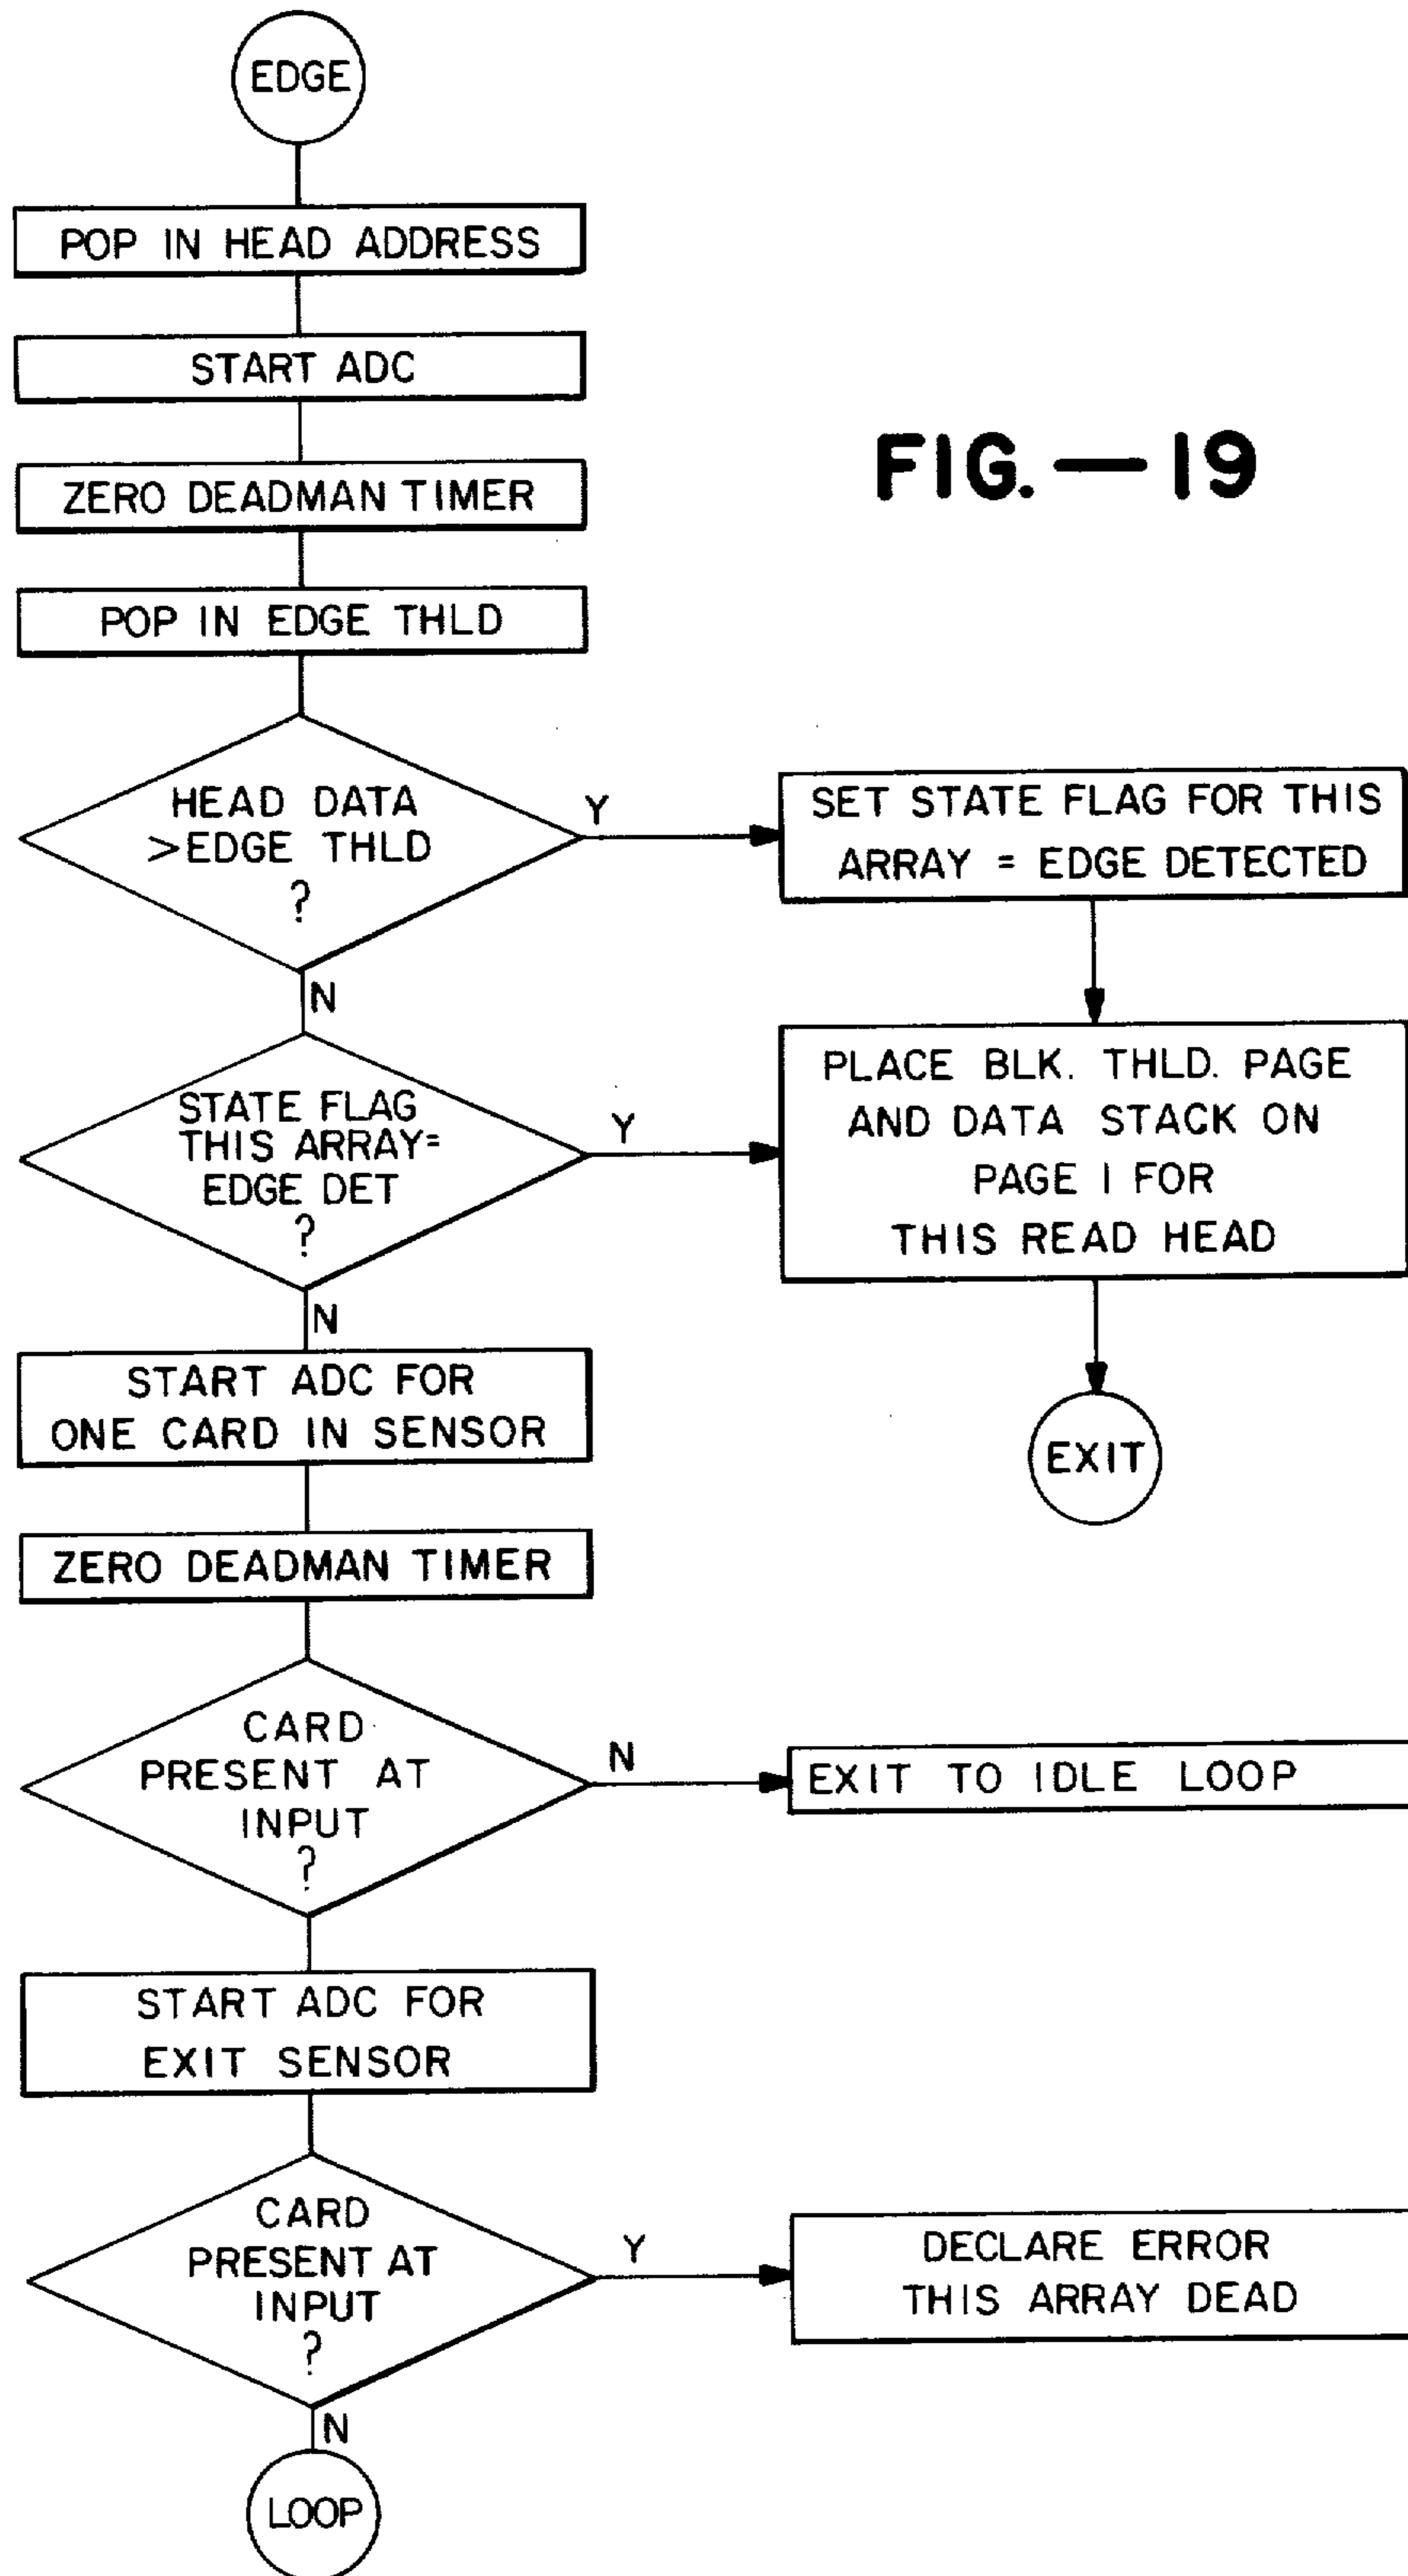 EDGE
POP IN HEAD ADDRESS
START ADC
FIG.—19
ZERO DEADMAN TIMER
POP IN EDGE THLD
HEAD DATA
>EDGE THLD
?
Y
SET STATE FLAG FOR THIS
ARRAY = EDGE DETECTED
N
STATE FLAG
THIS ARRAY=
EDGE DET
?
Y
PLACE BLK. THLD. PAGE
AND DATA STACK ON
PAGE 1 FOR
THIS READ HEAD
EXIT
N
START ADC FOR
ONE CARD IN SENSOR
ZERO DEADMAN TIMER
CARD
PRESENT AT
INPUT
?
N
EXIT TO IDLE LOOP
START ADC FOR
EXIT SENSOR
CARD
PRESENT AT
INPUT
?
Y
DECLARE ERROR
THIS ARRAY DEAD
N
LOOP